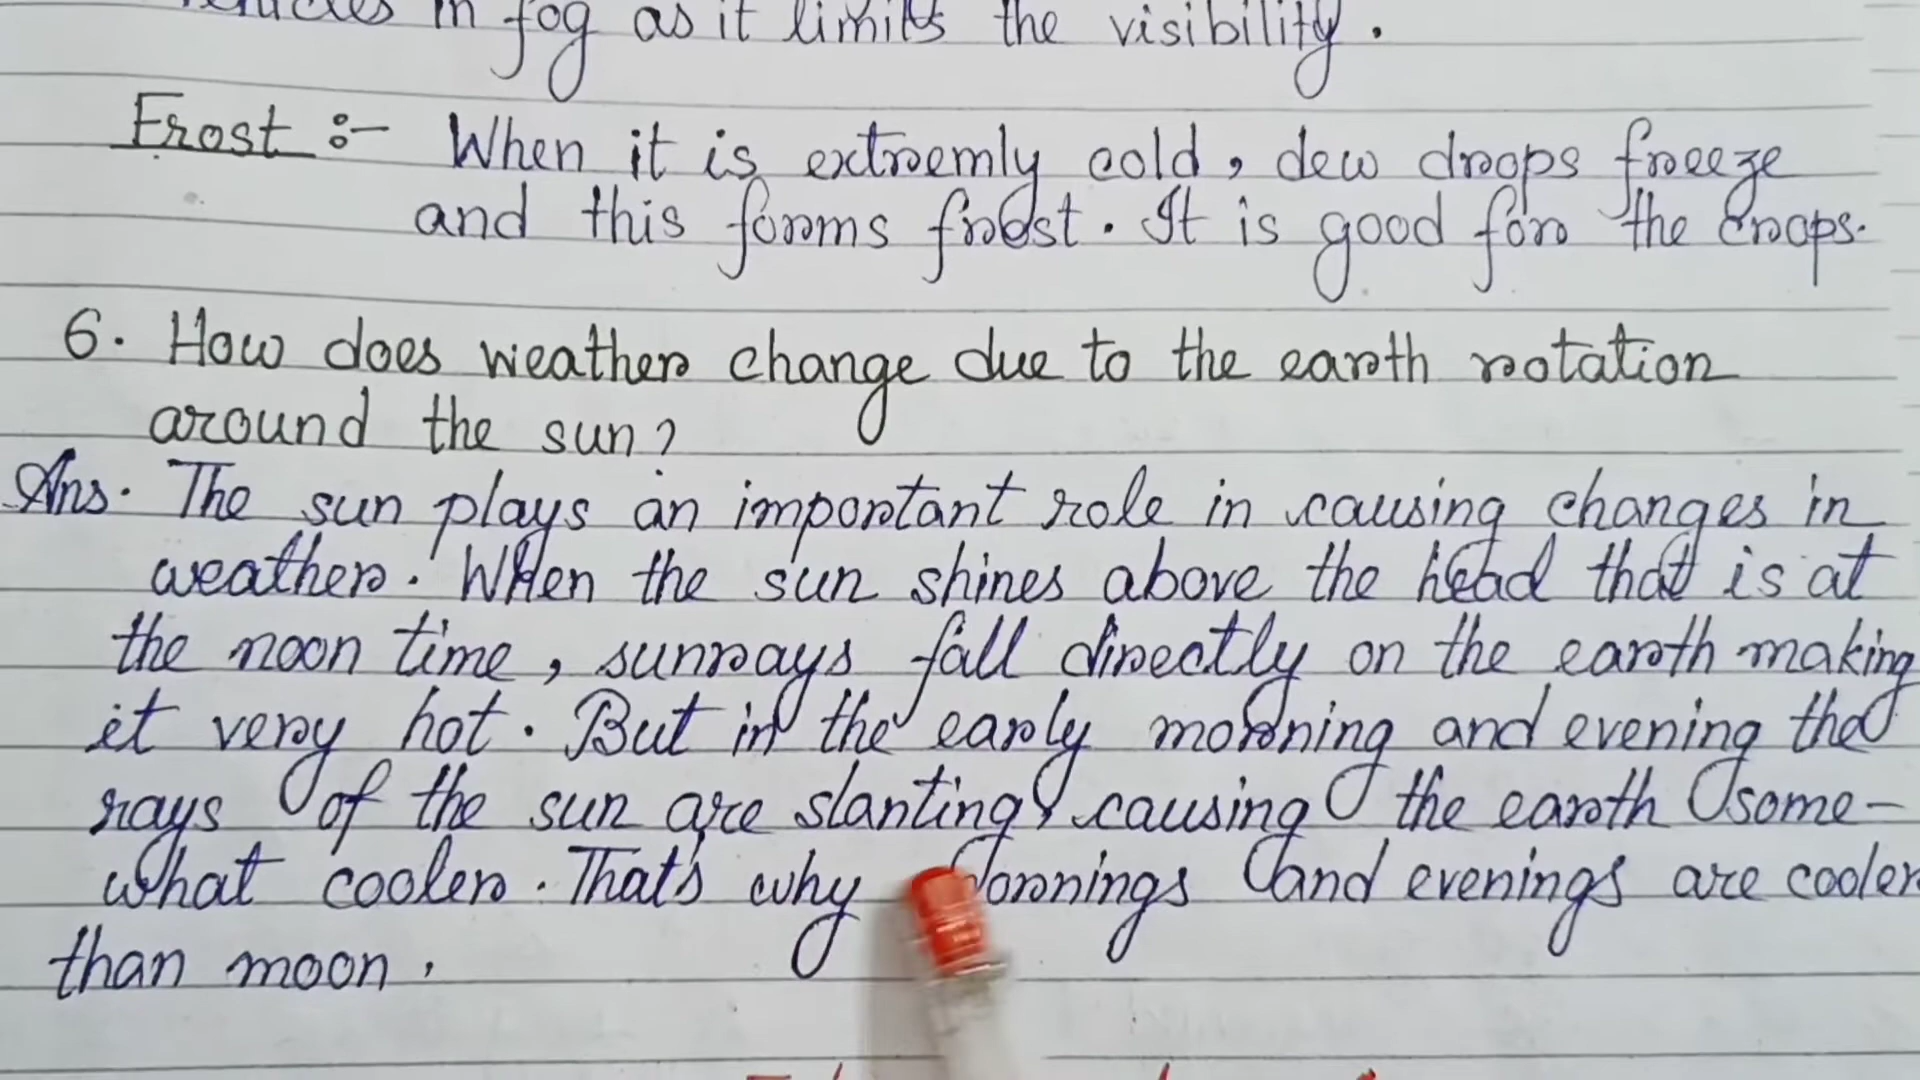 in fog as it limits the visibility.
Frost :- When it is extroemly cold, dew drops freeze
and this forms frost. It is good for the crops.
6. How does weather change due to the earth rotation
around the sun?
Ans. The sun plays an important role in causing changes in
weather. When the sun shines above the head that is at
the noon time, sunrays fall directly on the earth making
it very hot. But in the early morning and evening the
rays of the sun are slanting, causing the earth some-
what cooler. That's why mornings and evenings are cooler
than moon.